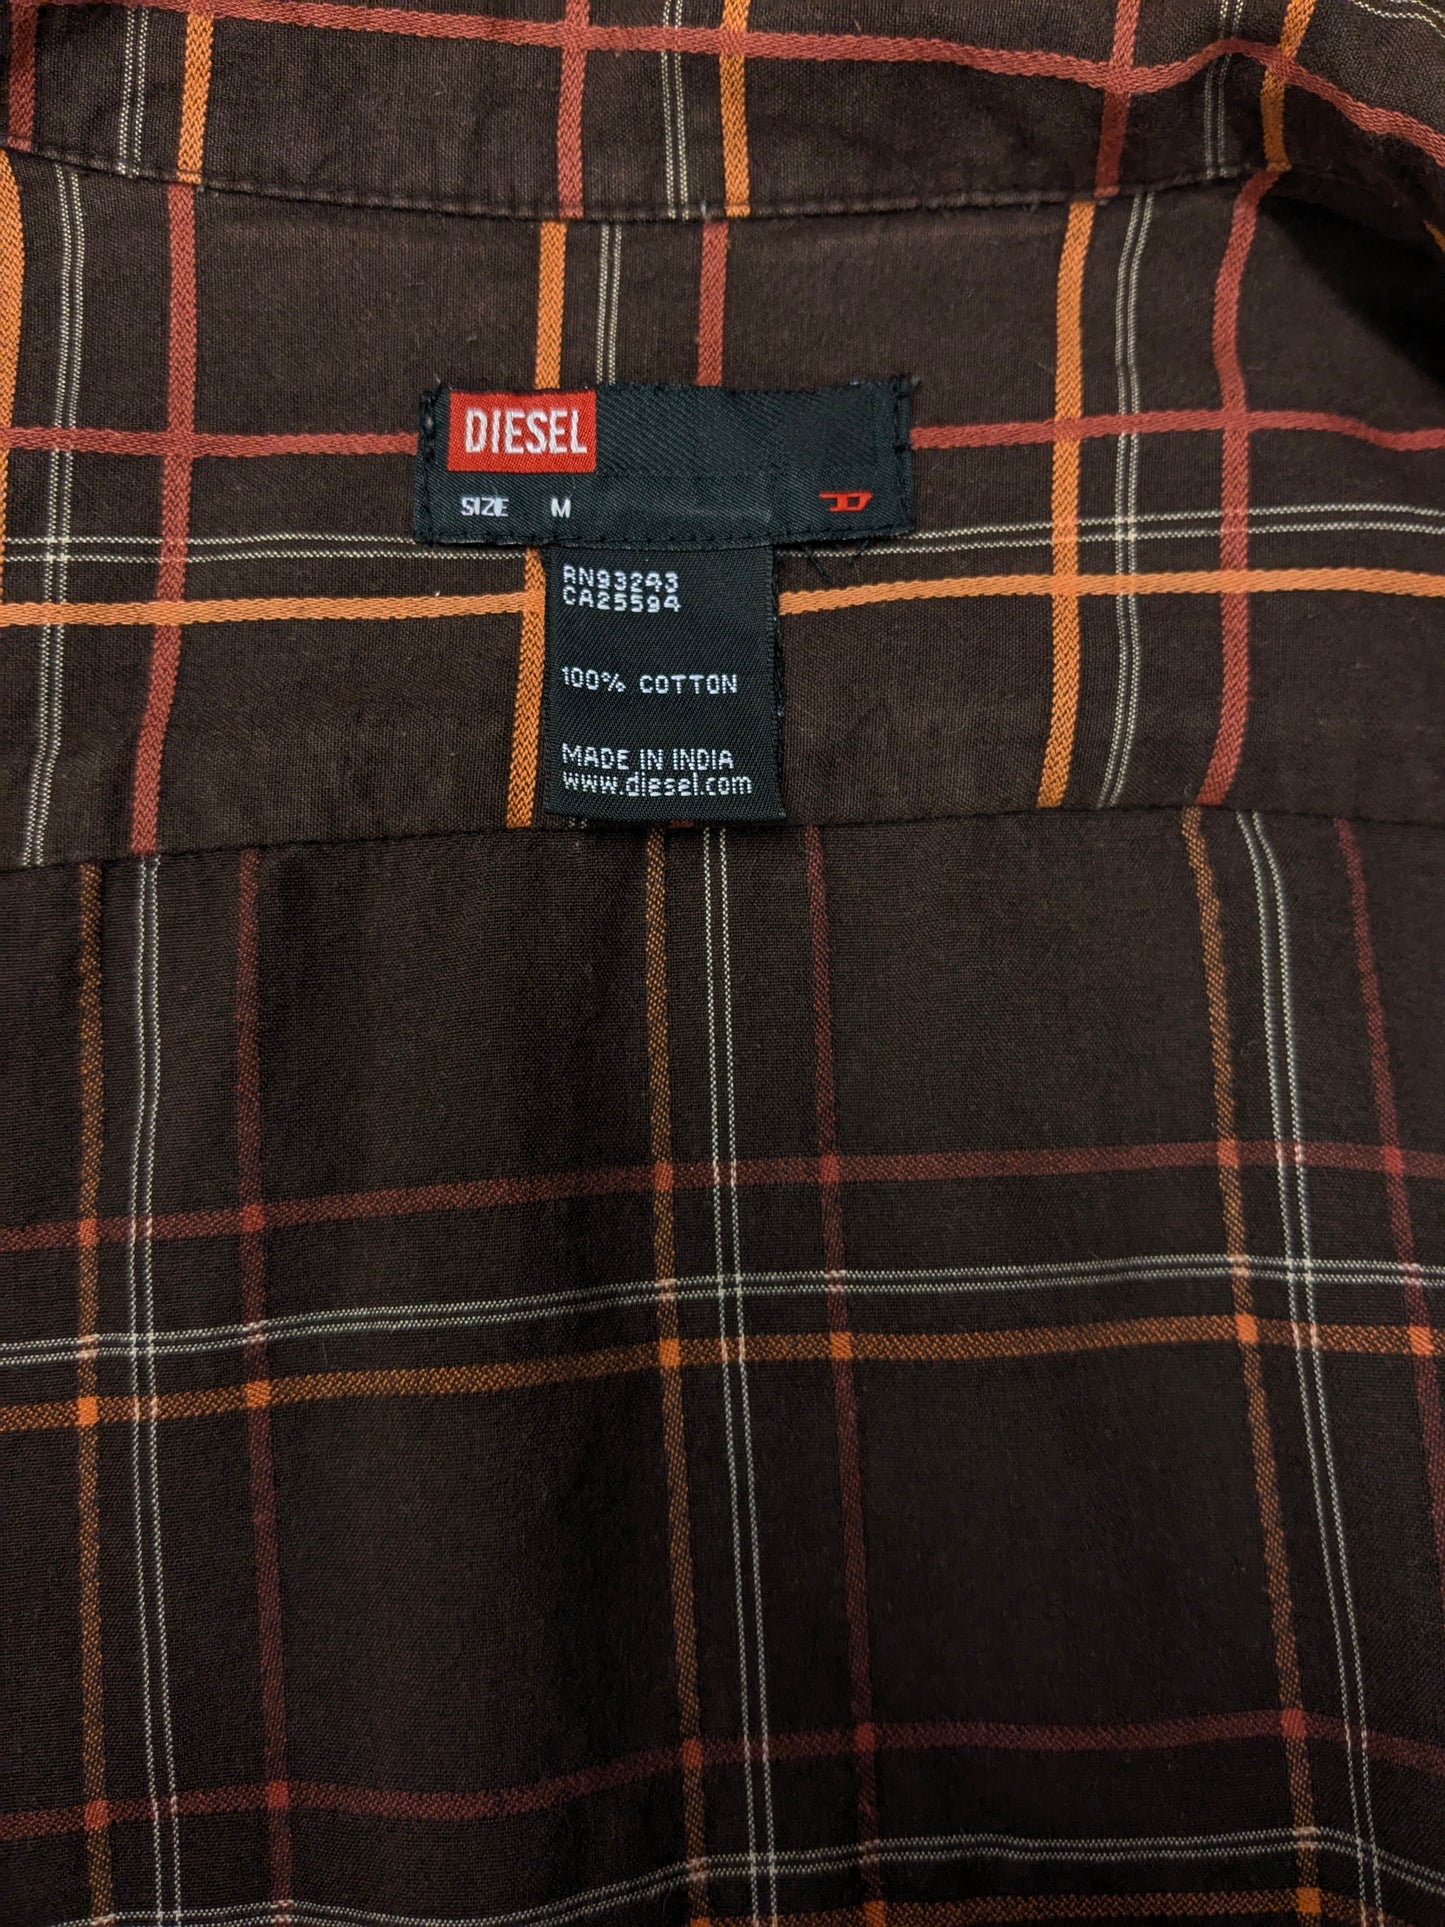 DIESEL
SIZE M
RN93243
CA25594
100% COTTON
MADE IN INDIA
www.diesel.com